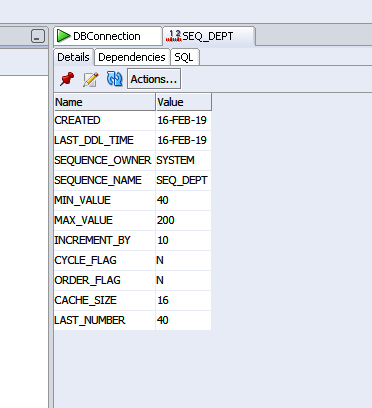 DBConnection 12 SEQ_DEPT
Details Dependencies SQL
Actions...
Name Value
CREATED 16-FEB-19
LAST_DDL_TIME 16-FEB-19
SEQUENCE_OWNER SYSTEM
SEQUENCE_NAME SEQ_DEPT
MIN_VALUE 40
MAX_VALUE 200
INCREMENT_BY 10
CYCLE_FLAG N
ORDER_FLAG N
CACHE_SIZE 16
LAST_NUMBER 40